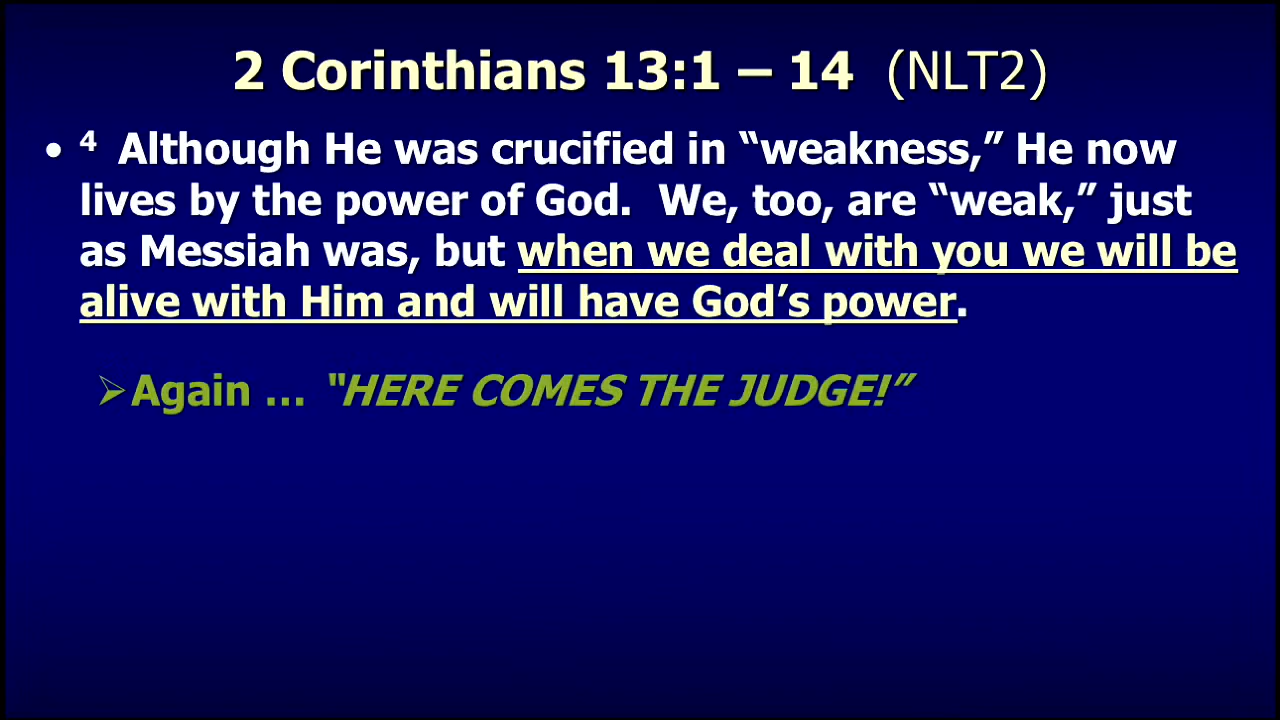 2 Corinthians 13:1 – 14 (NLT2)
• ⁴ Although He was crucified in “weakness,” He now
lives by the power of God. We, too, are “weak,” just
as Messiah was, but when we deal with you we will be
alive with Him and will have God’s power.
➢Again … “HERE COMES THE JUDGE!”